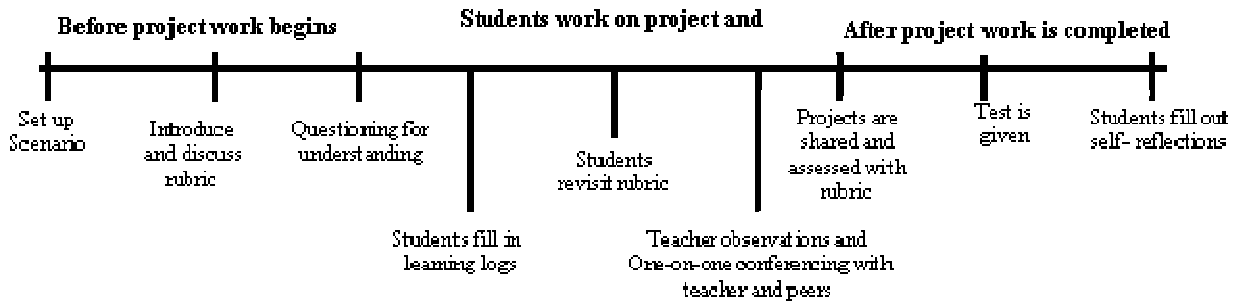 Before project work begins
Students work on project and
After project work is completed
Set up
Scenario
Introduce
and discuss
rubric
Questioning for
understanding
Students fill in
learning logs
Students
revisit rubric
Teacher observations and
One-on-one conferencing with
teacher and peers
Projects are
shared and
assessed with
rubric
Test is
given
Students fill out
self- reflections